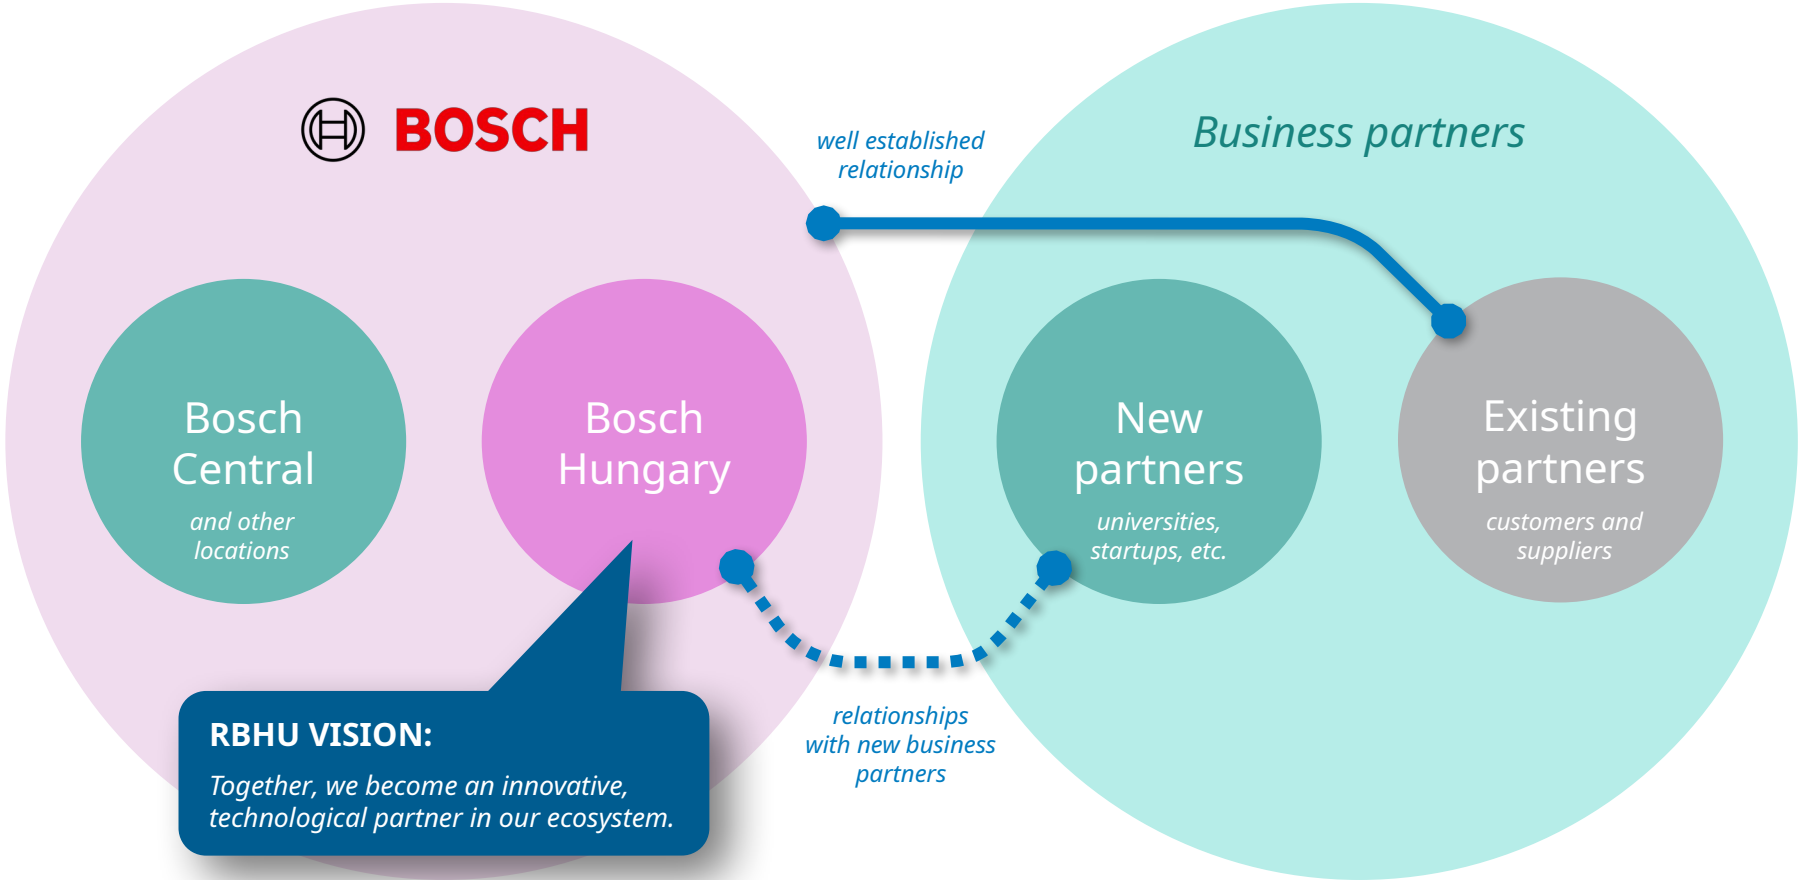 BOSCH
Business partners
well established
relationship
Bosch
Central
and other
locations
Bosch
Hungary
New
partners
universities,
startups, etc.
Existing
partners
customers and
suppliers
RBHU VISION:
Together, we become an innovative,
technological partner in our ecosystem.
relationships
with new business
partners